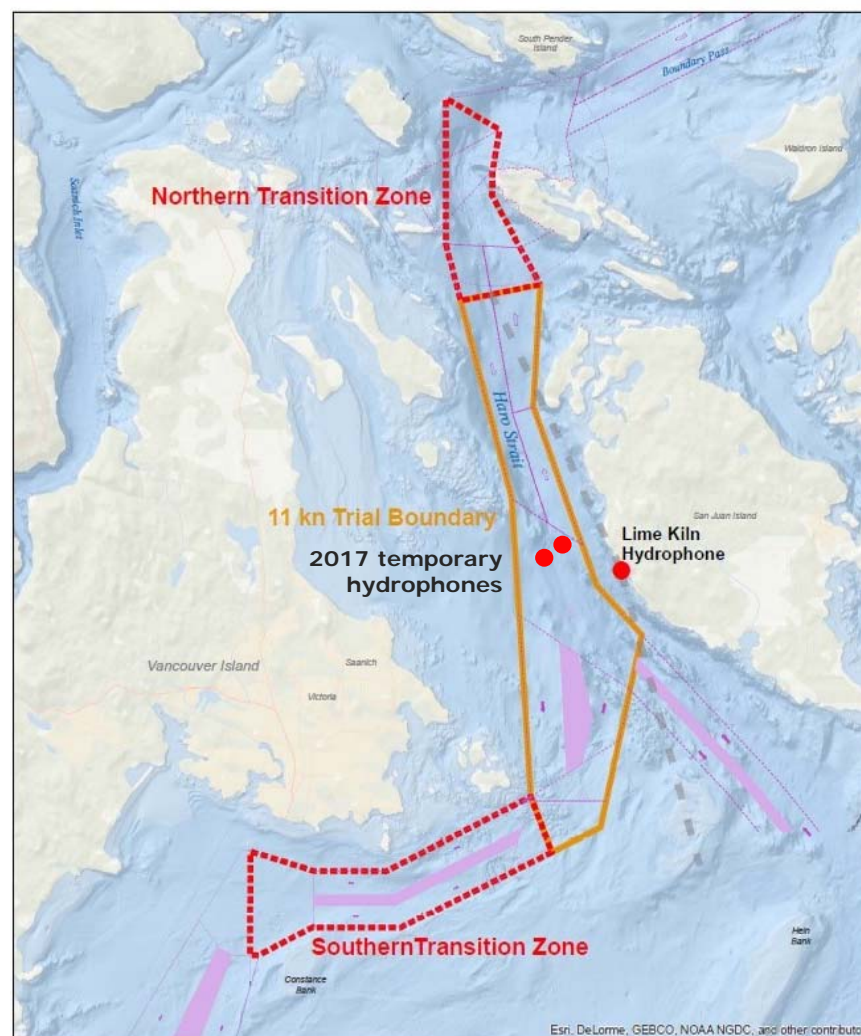 South Pender
Island
Boundary Pass
Waldron Island
Saanich Inlet
Northern Transition Zone
Haro Strait
11 kn Trial Boundary
San Juan Island
Lime Kiln
Hydrophone
2017 temporary
hydrophones
Vancouver Island
Saanich
Victoria
SouthernTransition Zone
Hein
Bank
Constance
Bank
Esri, DeLorme, GEBCO, NOAA NGDC, and other contributo